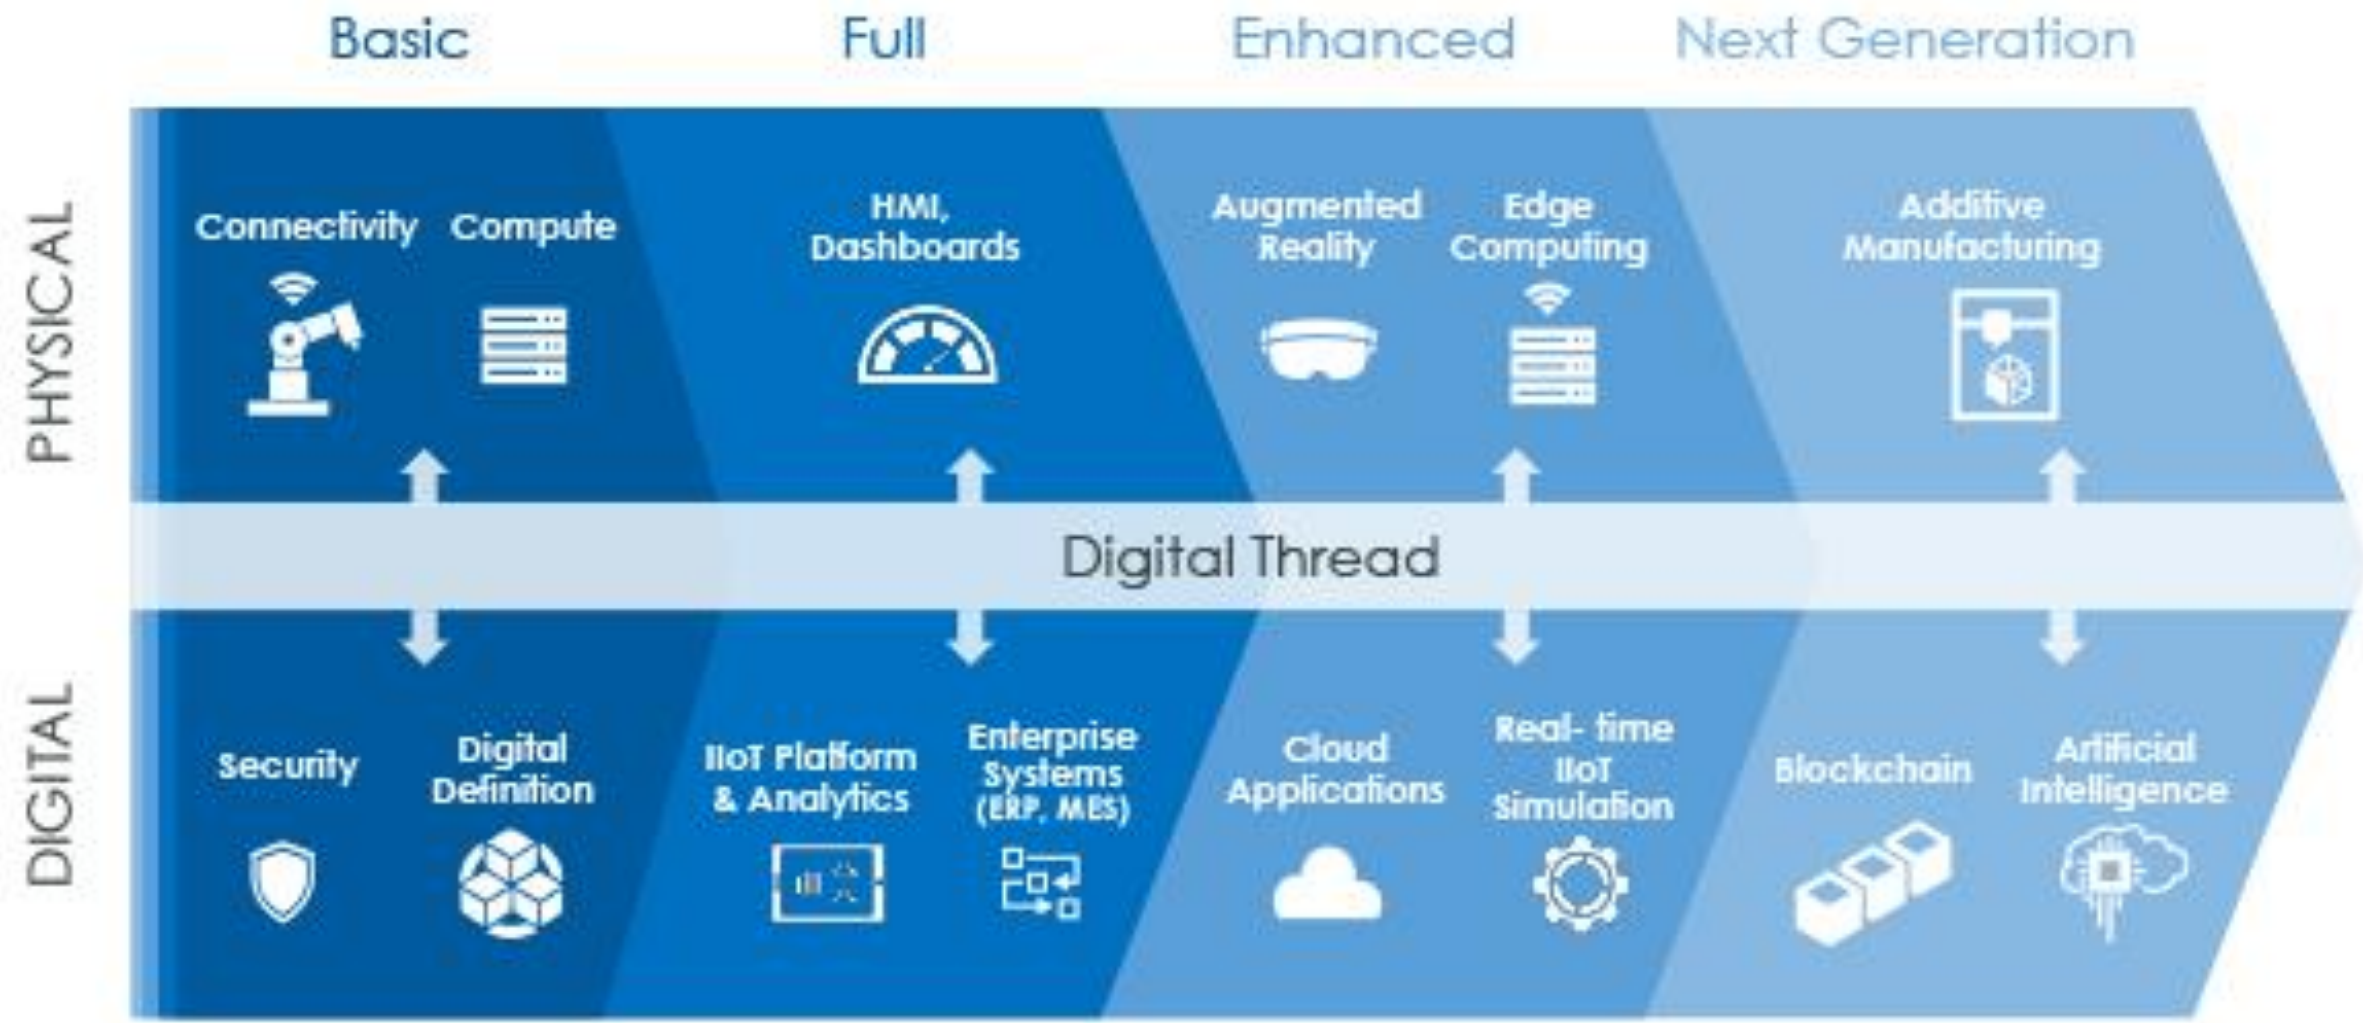 Basic
Full
Enhanced
Next Generation
PHYSICAL
Connectivity
Compute
HMI,
Dashboards
Augmented
Reality
Edge
Computing
Additive
Manufacturing
Digital Thread
DIGITAL
Security
Digital
Definition
IIoT Platform
& Analytics
Enterprise
Systems
(ERP, MES)
Cloud
Applications
Real- time
IIoT
Simulation
Blockchain
Artificial
Intelligence